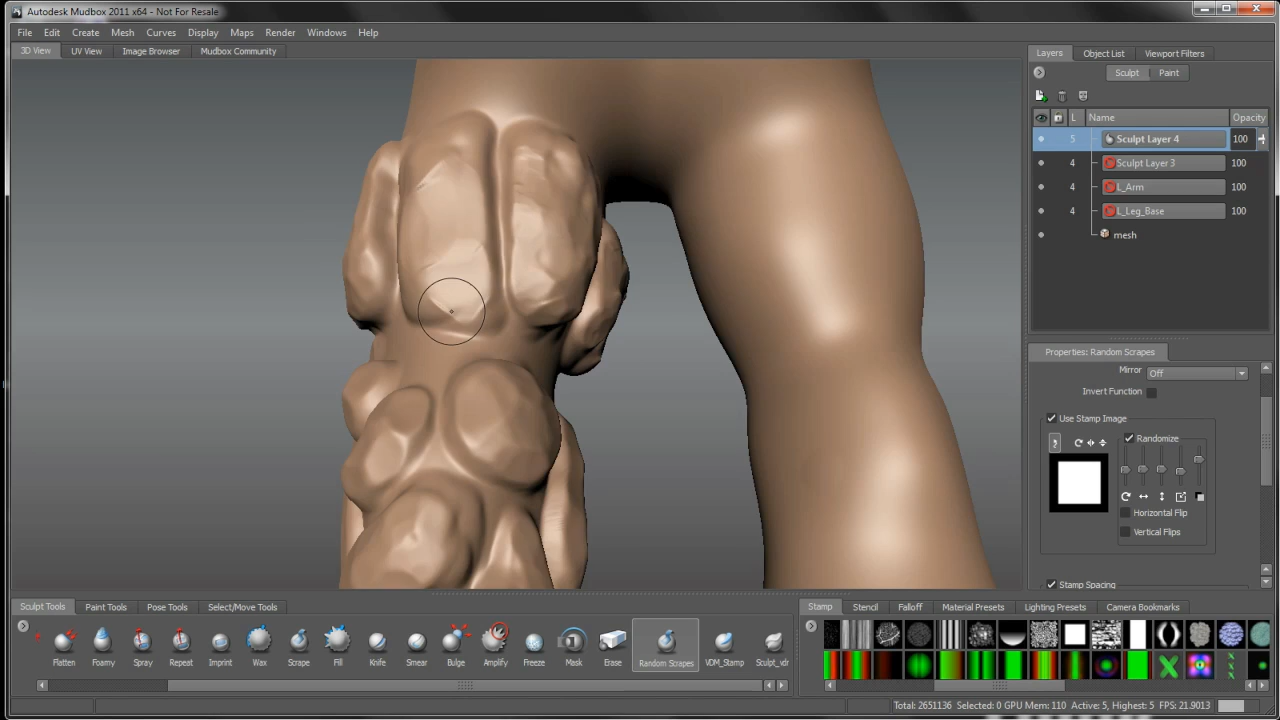 Autodesk Mudbox 2011 x64 - Not For Resale
File Edit Create Mesh Curves Display Maps Render Windows Help
3D View UV View Image Browser Mudbox Community
Layers Object List Viewport Filters
Sculpt Paint
L Name Opacity
5 Sculpt Layer 4 100
4 Sculpt Layer 3 100
4 L_Arm 100
4 L_Leg_Base 100
mesh
Properties: Random Scrapes
Mirror Off
Invert Function
Use Stamp Image
Randomize
Horizontal Flip
Vertical Flips
Stamp Spacing
Sculpt Tools Paint Tools Pose Tools Select/Move Tools
Stamp Stencil Falloff Material Presets Lighting Presets Camera Bookmarks
Flatten Foamy Spray Repeat Imprint Wax Scrape Fill Knife Smear Bulge Amplify Freeze Mask Erase Random Scrapes VDM_Stamp Sculpt_vdr
Total: 2651136 Selected: 0 GPU Mem: 110 Active: 5, Highest: 5 FPS: 21.9013